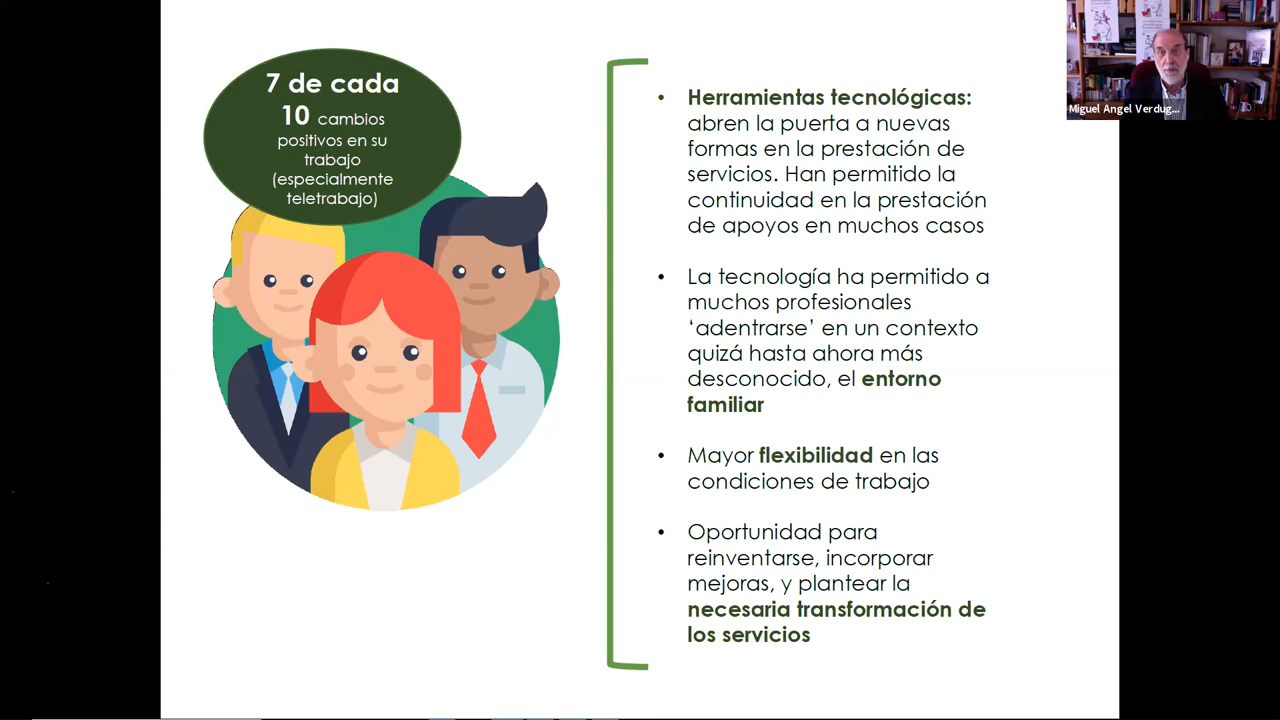 7 de cada
10 cambios
positivos en su
trabajo
(especialmente
teletrabajo)
• Herramientas tecnológicas:
abren la puerta a nuevas
formas en la prestación de
servicios. Han permitido la
continuidad en la prestación
de apoyos en muchos casos
• La tecnología ha permitido a
muchos profesionales
‘adentrarse’ en un contexto
quizá hasta ahora más
desconocido, el entorno
familiar
• Mayor flexibilidad en las
condiciones de trabajo
• Oportunidad para
reinventarse, incorporar
mejoras, y plantear la
necesaria transformación de
los servicios
Miguel Angel Verdug...